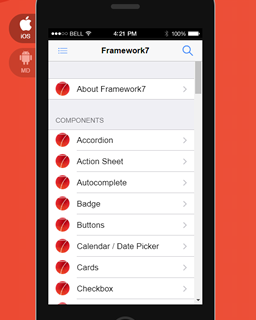 iOS
MD
BELL
4:21 PM
100%
Framework7
About Framework7
COMPONENTS
Accordion
Action Sheet
Autocomplete
Badge
Buttons
Calendar / Date Picker
Cards
Checkbox